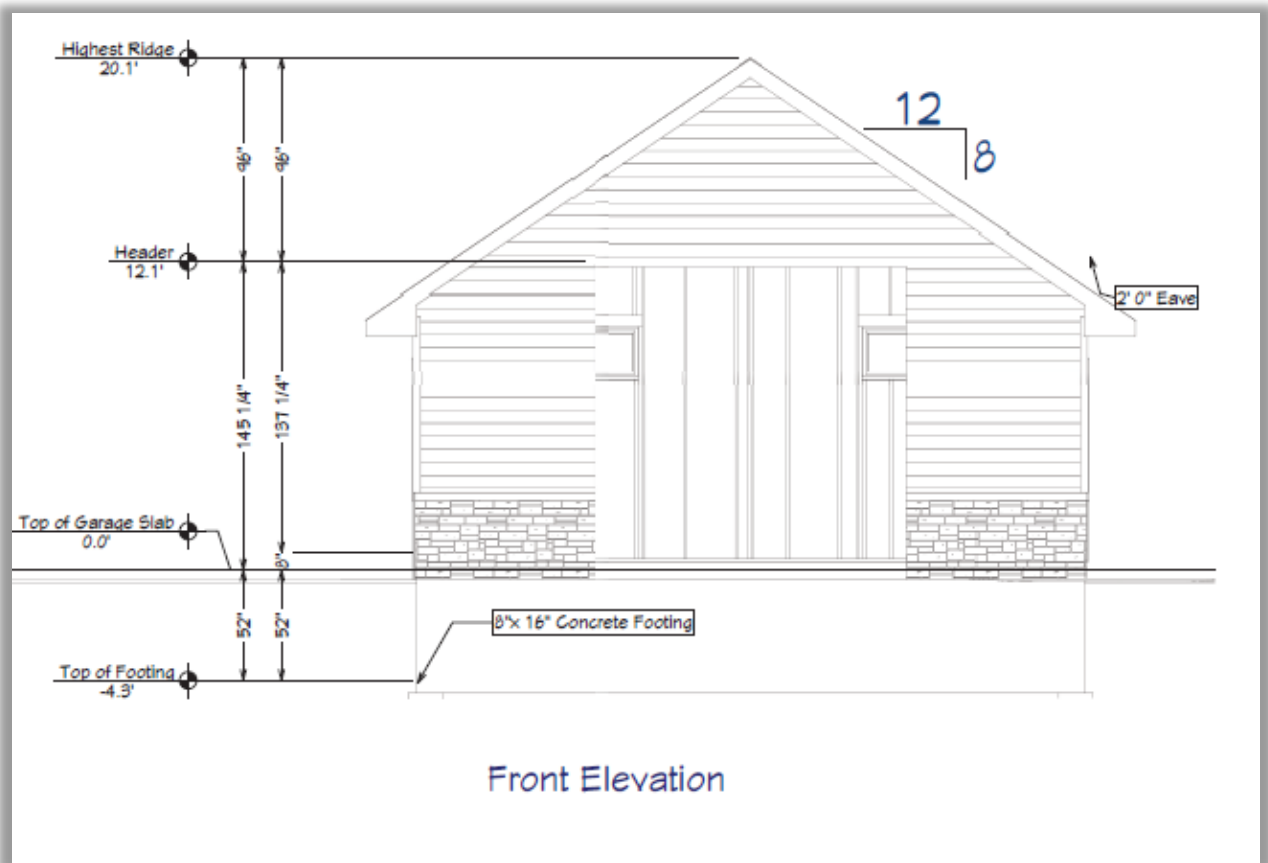 Highest Ridge
20.1'
12
8
96"
96"
Header
12.1'
2' 0" Eave
145 1/4"
137 1/4"
Top of Garage Slab
0.0'
8"
8"x 16" Concrete Footing
52"
52"
Top of Footing
-4.3'
Front Elevation